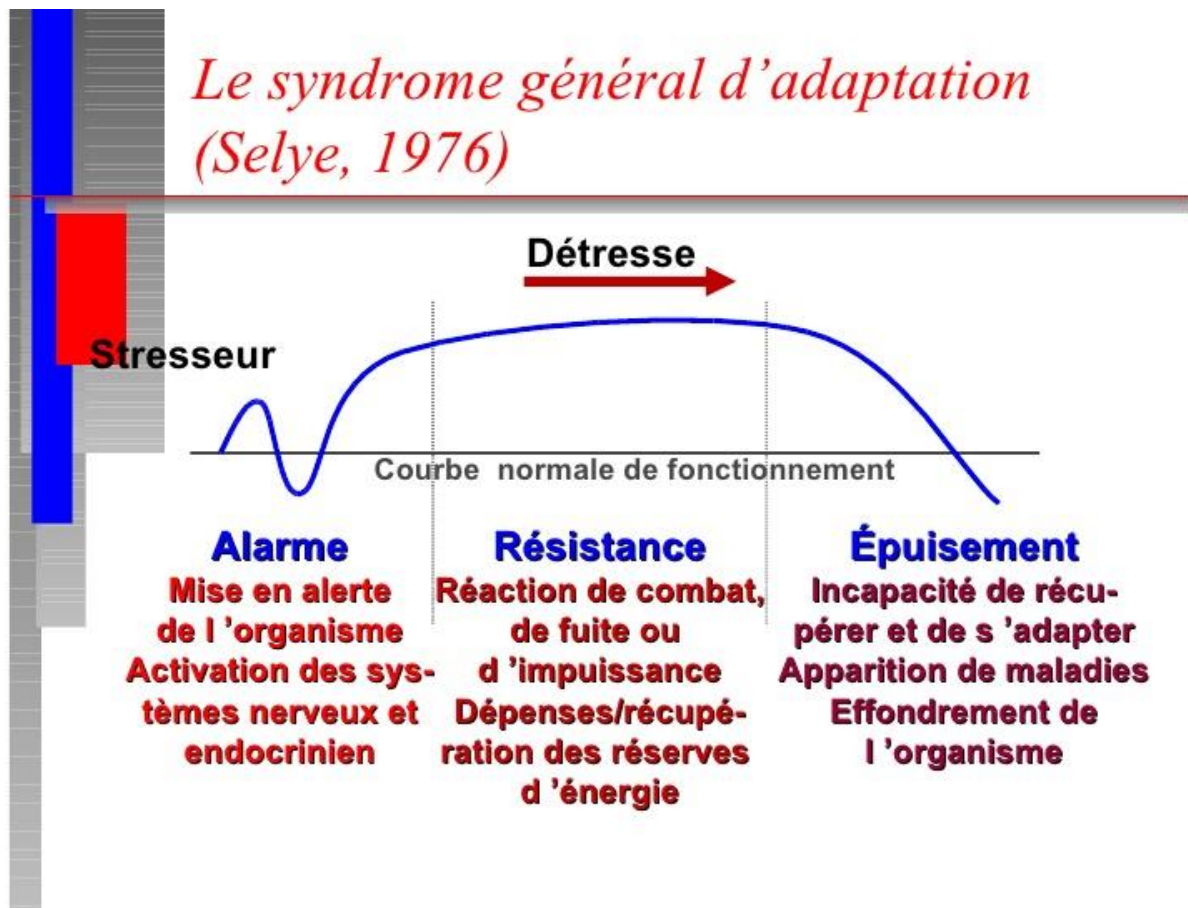 Le syndrome général d’adaptation
(Selye, 1976)
Détresse
Stresseur
Courbe normale de fonctionnement
Alarme
Mise en alerte
de l ’organisme
Activation des sys-
tèmes nerveux et
endocrinien
Résistance
Réaction de combat,
de fuite ou
d ’impuissance
Dépenses/récupé-
ration des réserves
d ’énergie
Épuisement
Incapacité de récu-
pérer et de s ’adapter
Apparition de maladies
Effondrement de
l ’organisme